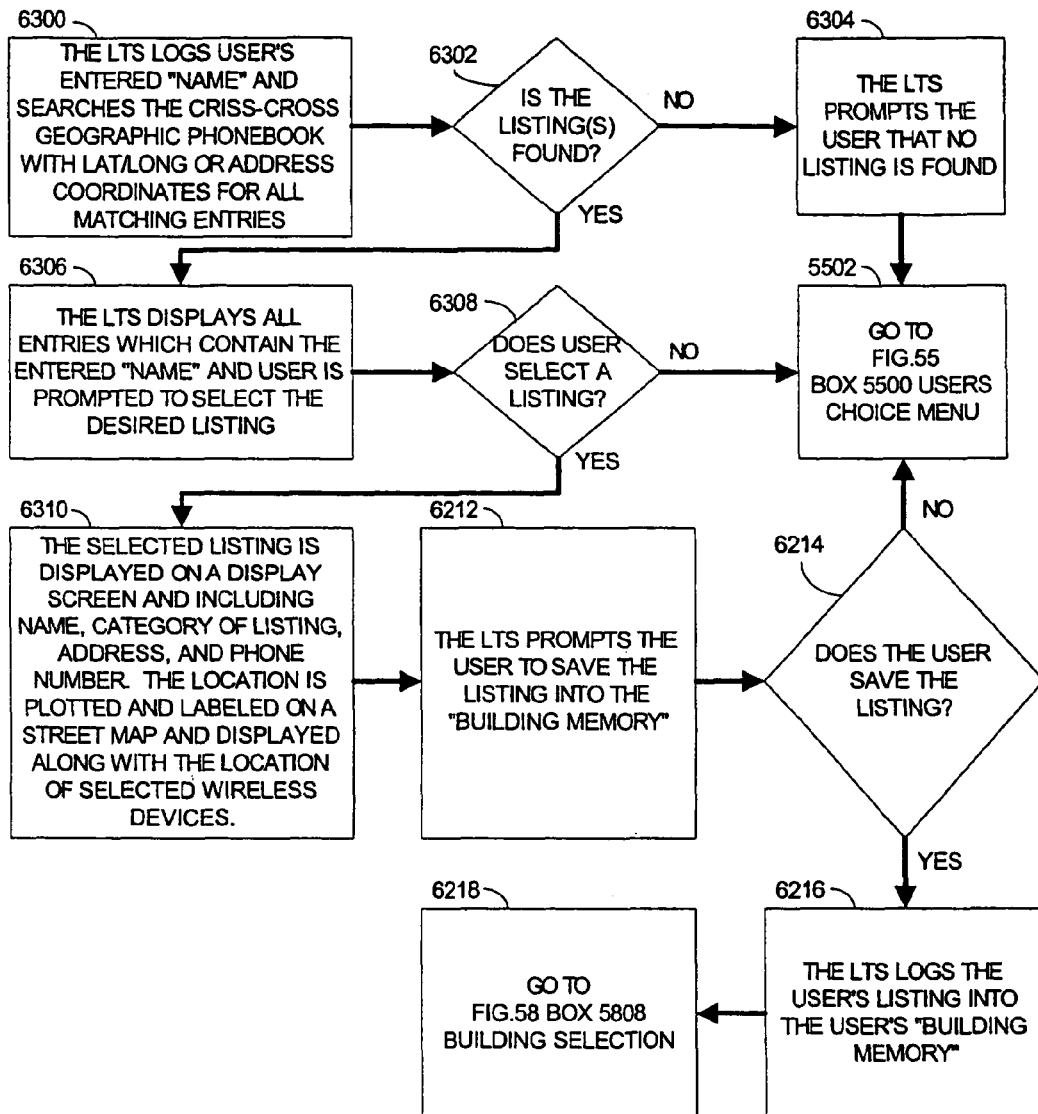 6300
THE LTS LOGS USER'S
ENTERED "NAME" AND
SEARCHES THE CRISS-CROSS
GEOGRAPHIC PHONEBOOK
WITH LAT/LONG OR ADDRESS
COORDINATES FOR ALL
MATCHING ENTRIES
6302
IS THE
LISTING(S)
FOUND?
NO
YES
6304
THE LTS
PROMPTS THE
USER THAT NO
LISTING IS FOUND
6306
THE LTS DISPLAYS ALL
ENTRIES WHICH CONTAIN THE
ENTERED "NAME" AND USER IS
PROMPTED TO SELECT THE
DESIRED LISTING
6308
DOES USER
SELECT A
LISTING?
NO
YES
5502
GO TO
FIG.55
BOX 5500 USERS
CHOICE MENU
6310
THE SELECTED LISTING IS
DISPLAYED ON A DISPLAY
SCREEN AND INCLUDING
NAME, CATEGORY OF LISTING,
ADDRESS, AND PHONE
NUMBER. THE LOCATION IS
PLOTTED AND LABELED ON A
STREET MAP AND DISPLAYED
ALONG WITH THE LOCATION
OF SELECTED WIRELESS
DEVICES.
6212
THE LTS PROMPTS THE
USER TO SAVE THE
LISTING INTO THE
"BUILDING MEMORY"
6214
DOES THE USER
SAVE THE
LISTING?
NO
YES
6218
GO TO
FIG.58 BOX 5808
BUILDING SELECTION
6216
THE LTS LOGS THE
USER'S LISTING INTO
THE USER'S "BUILDING
MEMORY"